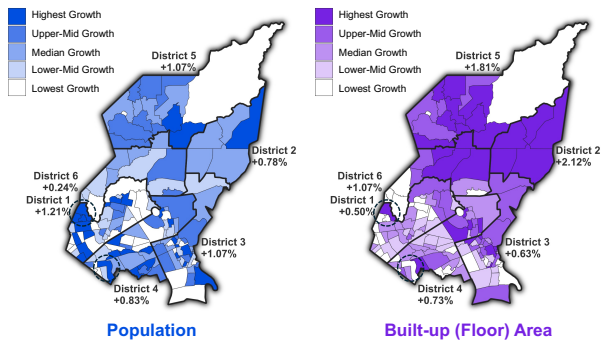 Highest Growth
Upper-Mid Growth
Median Growth
Lower-Mid Growth
Lowest Growth
District 5
+1.07%
District 2
+0.78%
District 6
+0.24%
District 1
+1.21%
District 3
+1.07%
District 4
+0.83%
Population
Highest Growth
Upper-Mid Growth
Median Growth
Lower-Mid Growth
Lowest Growth
District 5
+1.81%
District 2
+2.12%
District 6
+1.07%
District 1
+0.50%
District 3
+0.63%
District 4
+0.73%
Built-up (Floor) Area